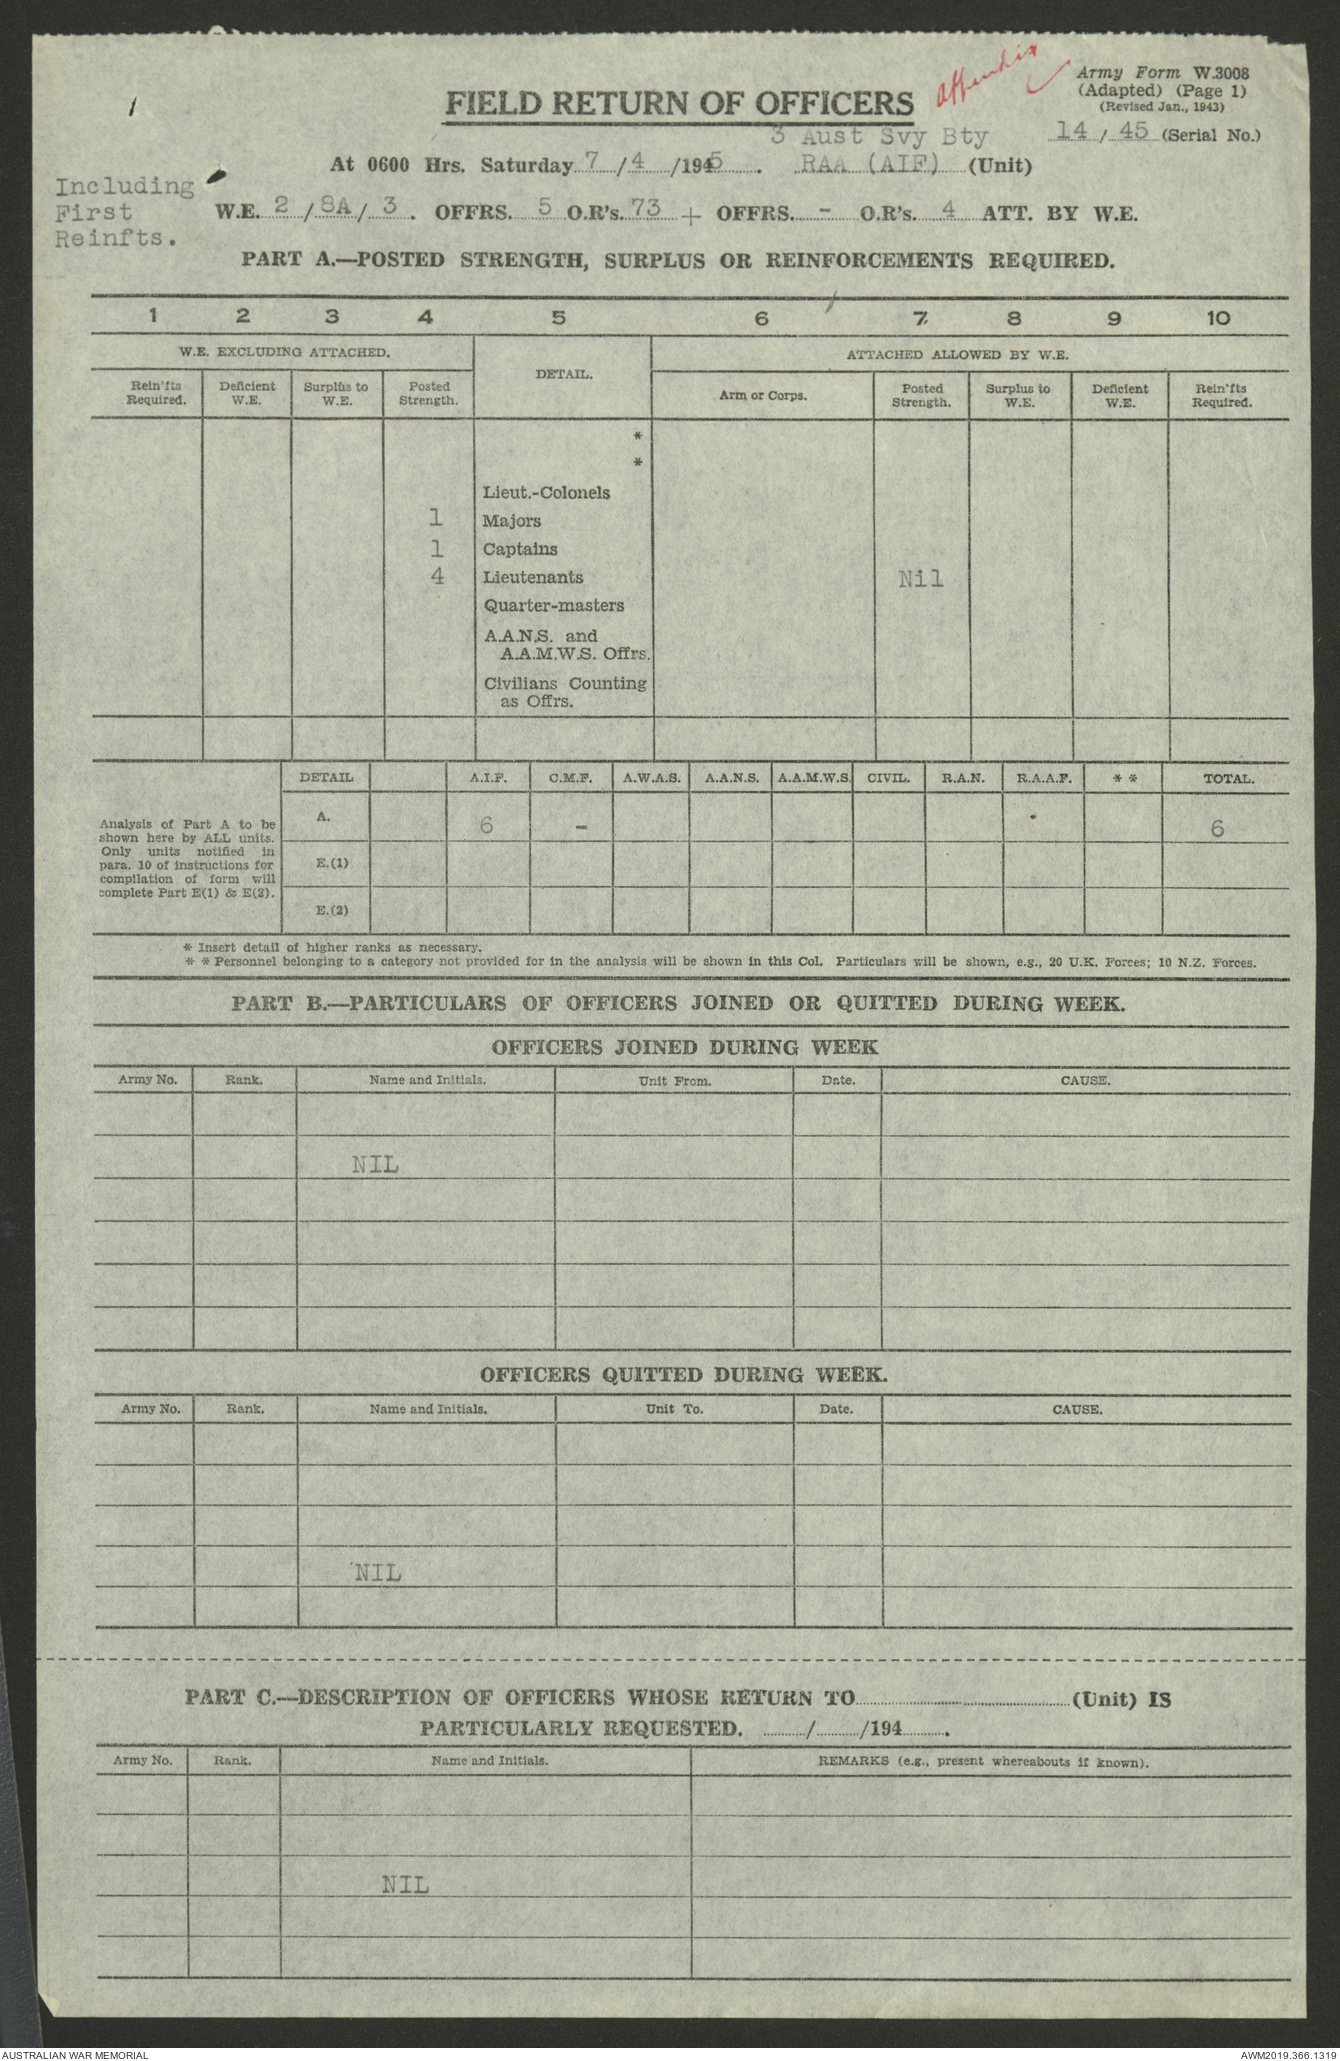 appendix
Army Form W.3008
(Adapted) (Page 1)
(Revised Jan., 1943)
1
FIELD RETURN OF OFFICERS
3 Aust Svy Bty 14 / 45 (Serial No.)
At 0600 Hrs. Saturday 7 / 4 / 1945 . RAA (AIF) (Unit)
Including
First
Reinfts.
W.E. 2 / 8A / 3 . OFFRS. 5 O.R's. 73 + OFFRS. - O.R's. 4 ATT. BY W.E.
PART A.—POSTED STRENGTH, SURPLUS OR REINFORCEMENTS REQUIRED.
1 2 3 4 5 6 7 8 9 10
W.E. EXCLUDING ATTACHED. DETAIL. ATTACHED ALLOWED BY W.E.
Rein'fts Required. Deficient W.E. Surplus to W.E. Posted Strength. Arm or Corps. Posted Strength. Surplus to W.E. Deficient W.E. Rein'fts Required.
*
*
Lieut.-Colonels
1 Majors
1 Captains
4 Lieutenants Nil
Quarter-masters
A.A.N.S. and
A.A.M.W.S. Offrs.
Civilians Counting
as Offrs.
DETAIL A.I.F. C.M.F. A.W.A.S. A.A.N.S. A.A.M.W.S. CIVIL. R.A.N. R.A.A.F. * * TOTAL.
Analysis of Part A to be
shown here by ALL units.
Only units notified in
para. 10 of instructions for
compilation of form will
complete Part E(1) & E(2).
A. 6 - 6
E.(1)
E.(2)
* Insert detail of higher ranks as necessary.
* * Personnel belonging to a category not provided for in the analysis will be shown in this Col. Particulars will be shown, e.g., 20 U.K. Forces; 10 N.Z. Forces.
PART B.—PARTICULARS OF OFFICERS JOINED OR QUITTED DURING WEEK.
OFFICERS JOINED DURING WEEK
Army No. Rank. Name and Initials. Unit From. Date. CAUSE.
NIL
OFFICERS QUITTED DURING WEEK.
Army No. Rank. Name and Initials. Unit To. Date. CAUSE.
NIL
PART C.—DESCRIPTION OF OFFICERS WHOSE RETURN TO (Unit) IS
PARTICULARLY REQUESTED. / /194 .
Army No. Rank. Name and Initials. REMARKS (e.g., present whereabouts if known).
NIL
AUSTRALIAN WAR MEMORIAL AWM2019.366.1319